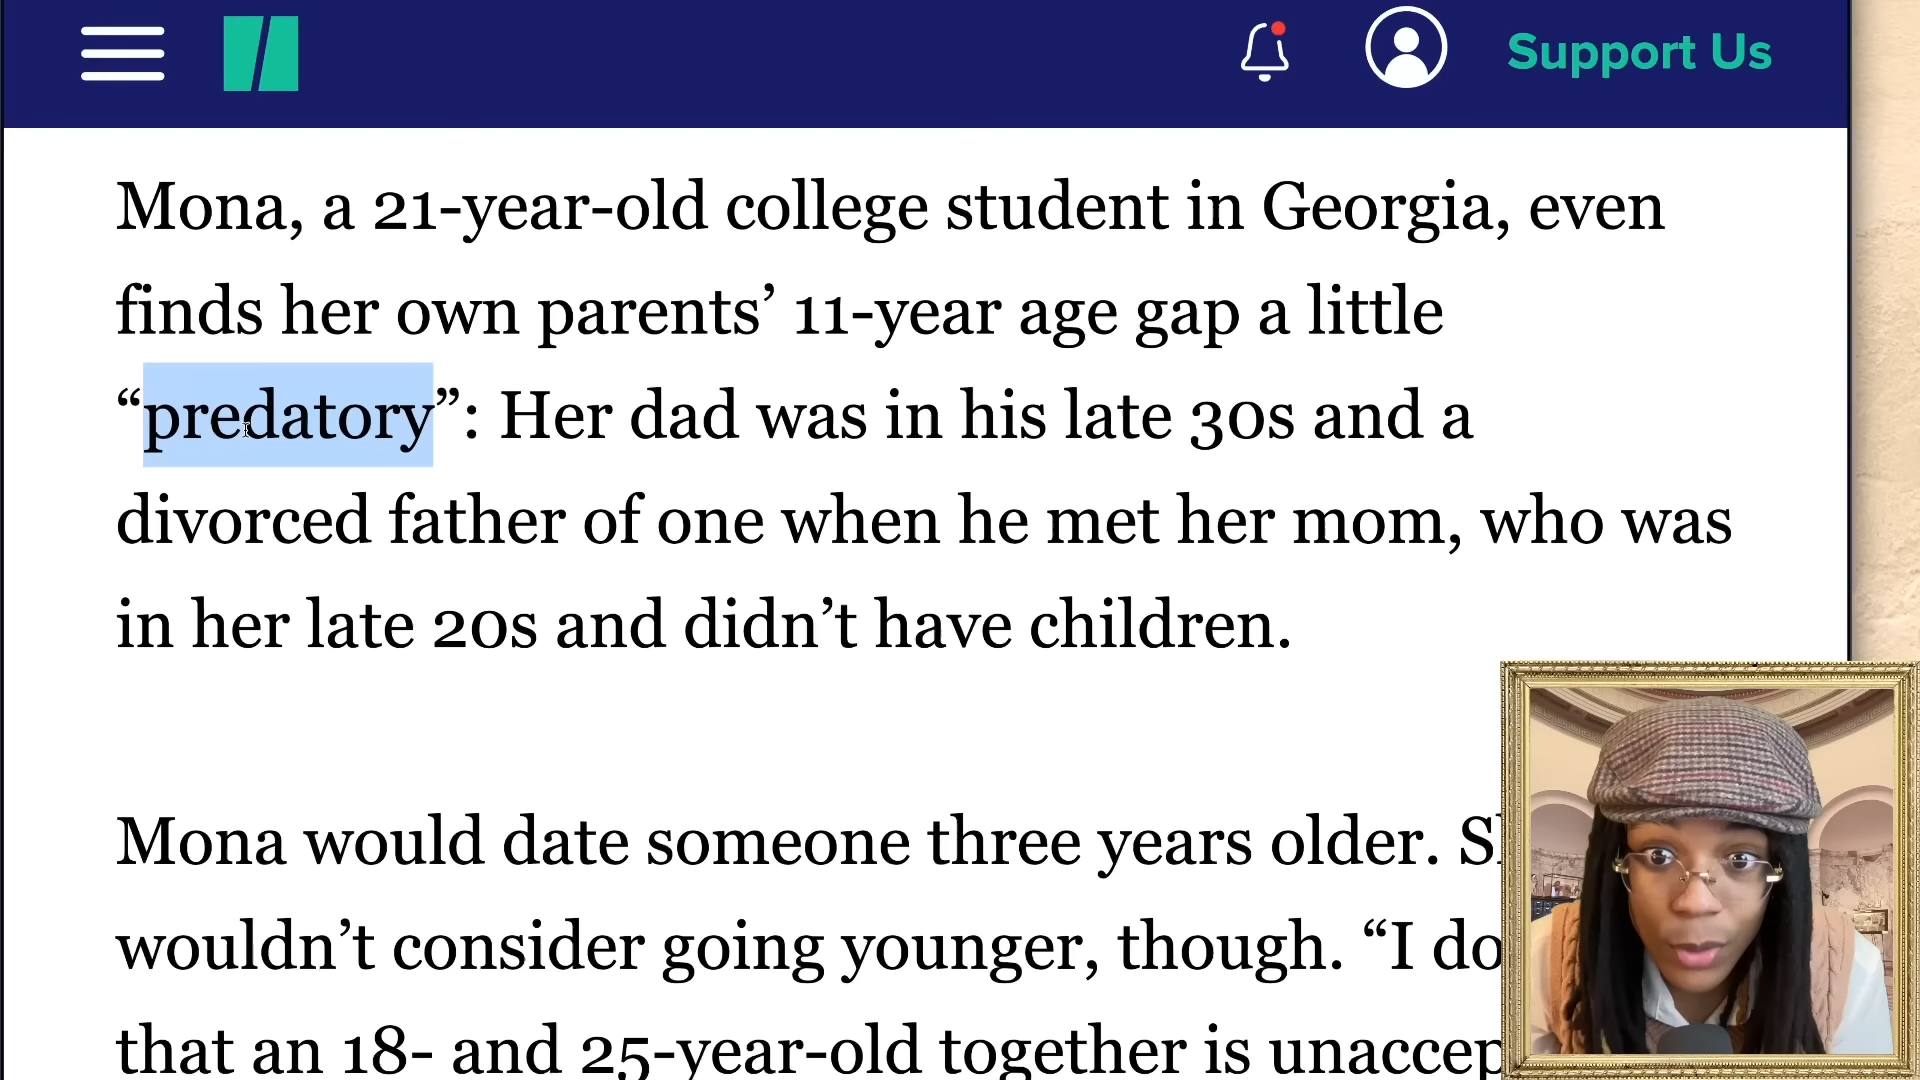 Support Us
Mona, a 21-year-old college student in Georgia, even
finds her own parents’ 11-year age gap a little
“predatory”: Her dad was in his late 30s and a
divorced father of one when he met her mom, who was
in her late 20s and didn’t have children.
Mona would date someone three years older.
wouldn’t consider going younger, though. “I
that an 18- and 25-year-old together is